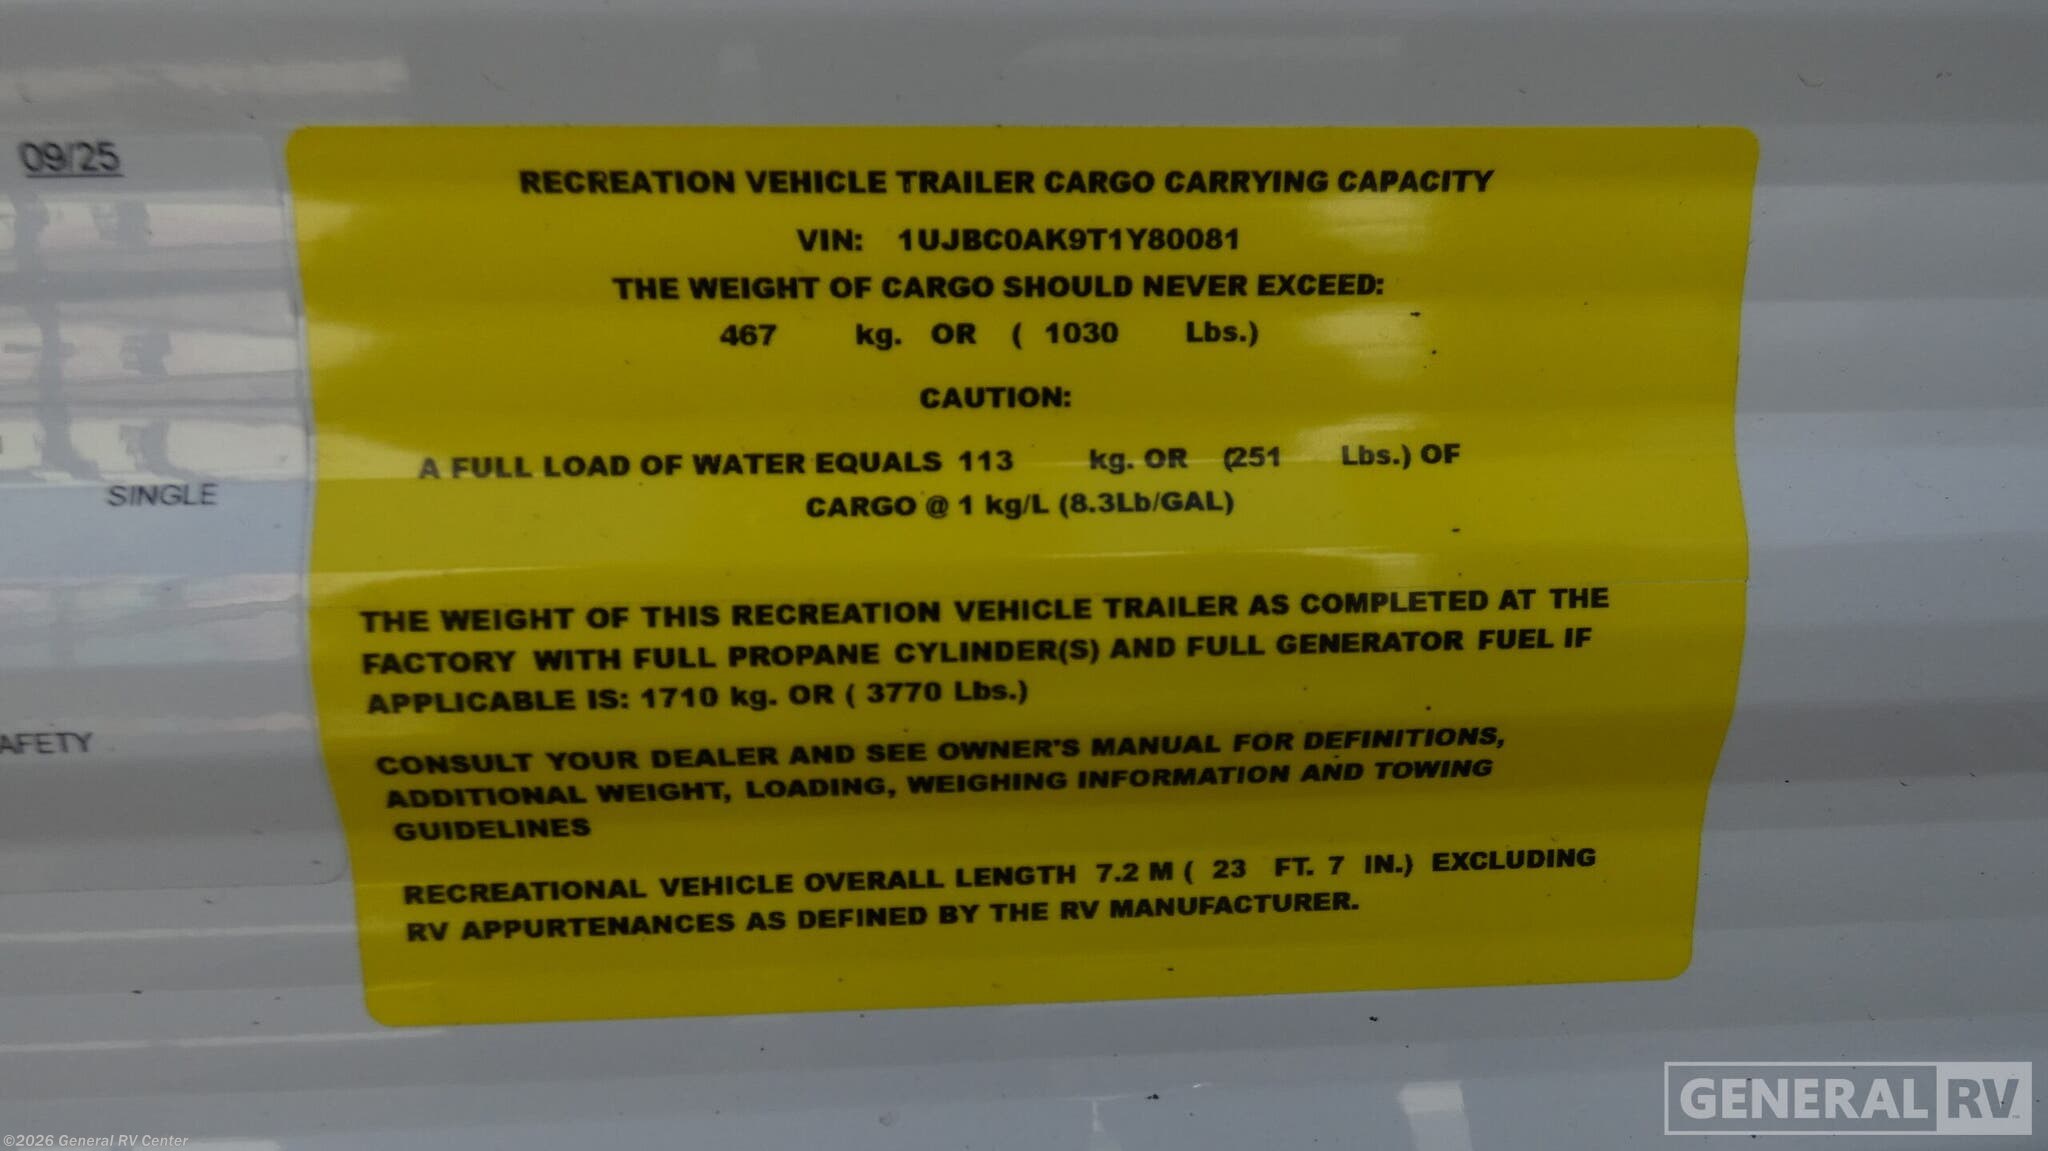 09/25
RECREATION VEHICLE TRAILER CARGO CARRYING CAPACITY
VIN: 1UJBC0AK9T1Y80081
THE WEIGHT OF CARGO SHOULD NEVER EXCEED:
467 kg. OR ( 1030 Lbs.)
CAUTION:
A FULL LOAD OF WATER EQUALS 113 kg. OR (251 Lbs.) OF
SINGLE
CARGO @ 1 kg/L (8.3Lb/GAL)
THE WEIGHT OF THIS RECREATION VEHICLE TRAILER AS COMPLETED AT THE
FACTORY WITH FULL PROPANE CYLINDER(S) AND FULL GENERATOR FUEL IF
APPLICABLE IS: 1710 kg. OR ( 3770 Lbs.)
AFETY
CONSULT YOUR DEALER AND SEE OWNER'S MANUAL FOR DEFINITIONS,
ADDITIONAL WEIGHT, LOADING, WEIGHING INFORMATION AND TOWING
GUIDELINES
RECREATIONAL VEHICLE OVERALL LENGTH 7.2 M ( 23 FT. 7 IN.) EXCLUDING
RV APPURTENANCES AS DEFINED BY THE RV MANUFACTURER.
GENERAL RV
©2026 General RV Center